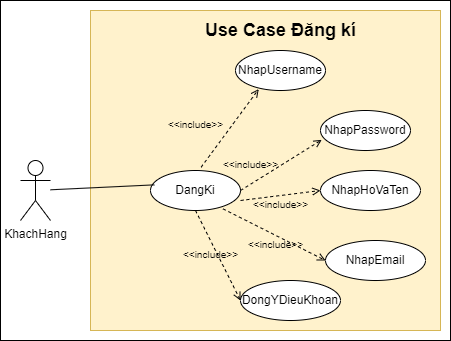 Use Case Đăng kí
NhapUsername
<<include>>
NhapPassword
<<include>>
DangKi
NhapHoVaTen
<<include>>
KhachHang
<<include>>
<<include>>
NhapEmail
DongYDieuKhoan